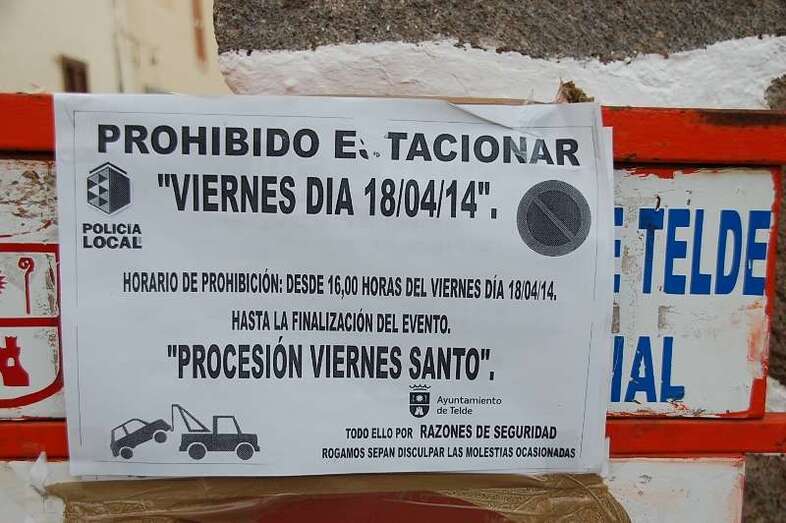 PROHIBIDO ES TACIONAR
"VIERNES DIA 18/04/14".
POLICIA
LOCAL
HORARIO DE PROHIBICIÓN: DESDE 16,00 HORAS DEL VIERNES DÍA 18/04/14.
HASTA LA FINALIZACIÓN DEL EVENTO.
"PROCESIÓN VIERNES SANTO".
Ayuntamiento
de Telde
TODO ELLO POR RAZONES DE SEGURIDAD
ROGAMOS SEPAN DISCULPAR LAS MOLESTIAS OCASIONADAS
E TELDE